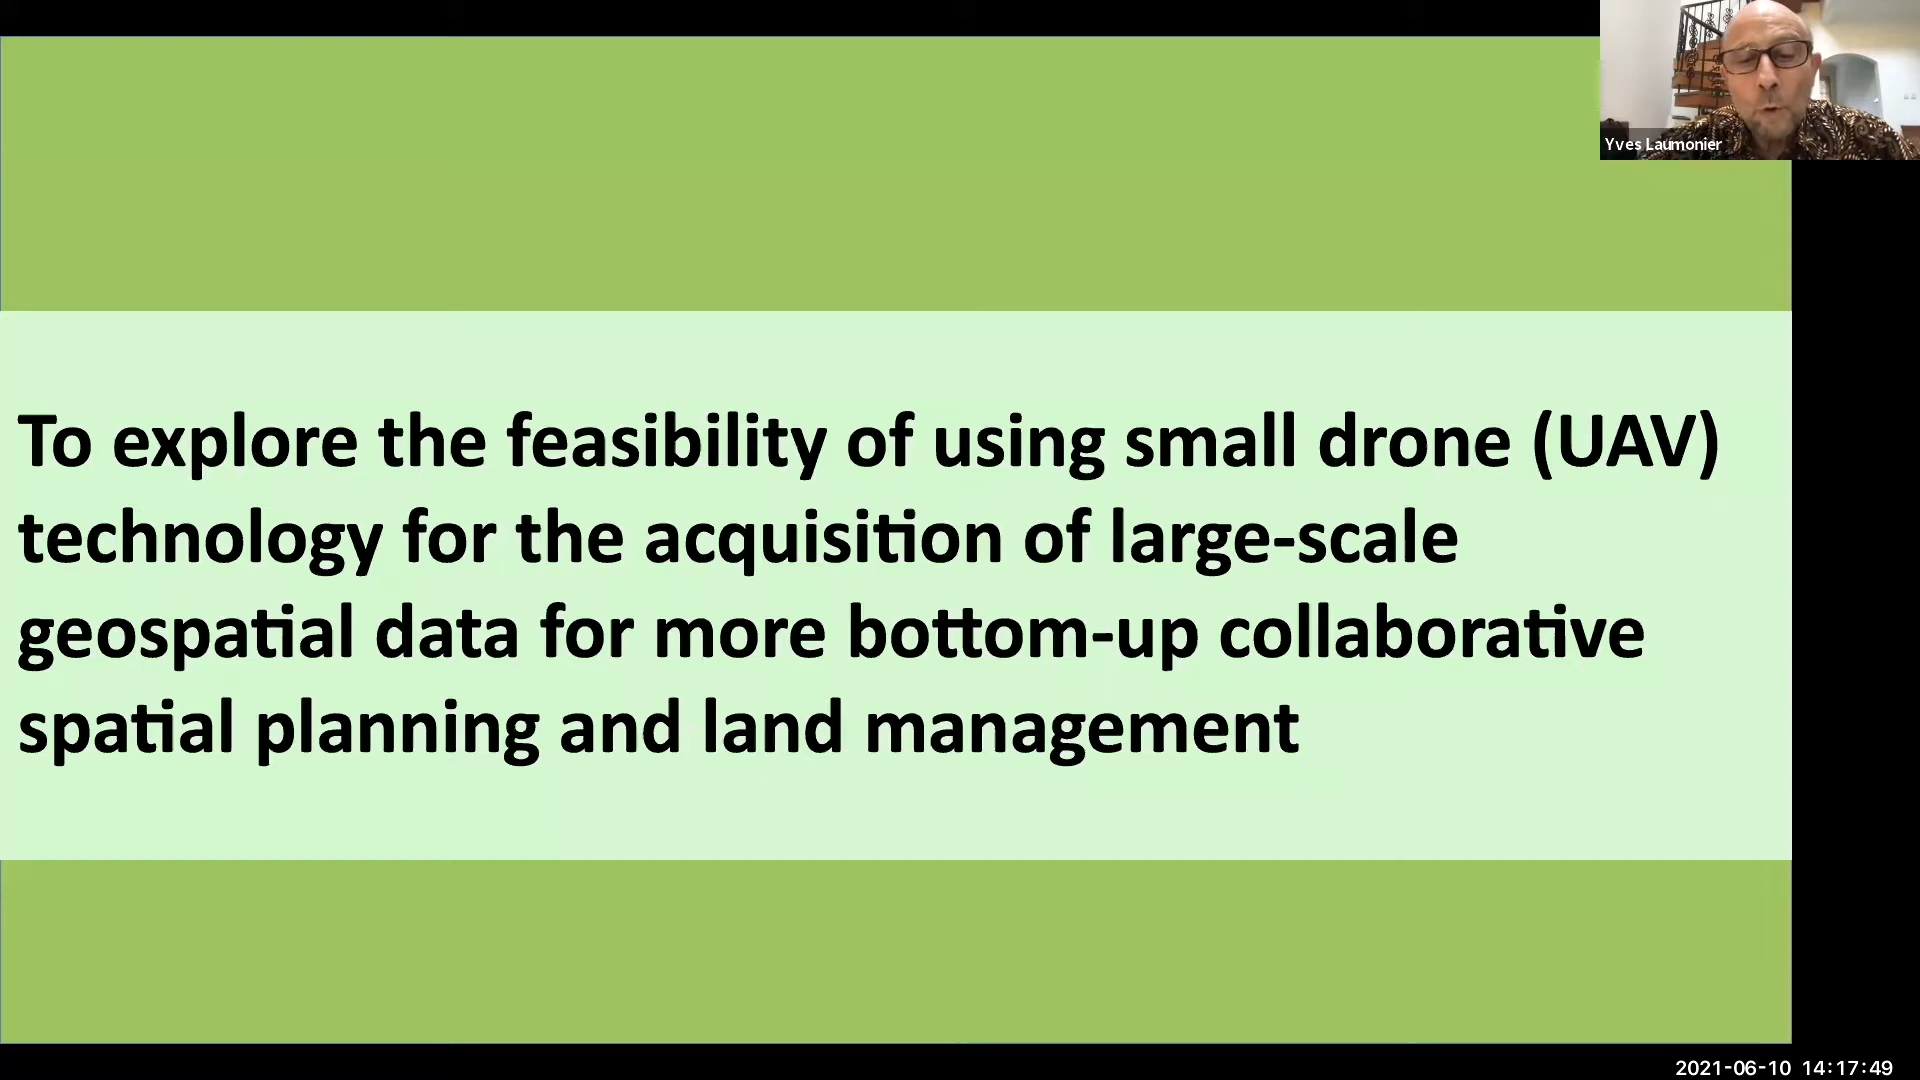 Yves Laumonier
To explore the feasibility of using small drone (UAV)
technology for the acquisition of large-scale
geospatial data for more bottom-up collaborative
spatial planning and land management
2021-06-10 14:17:49